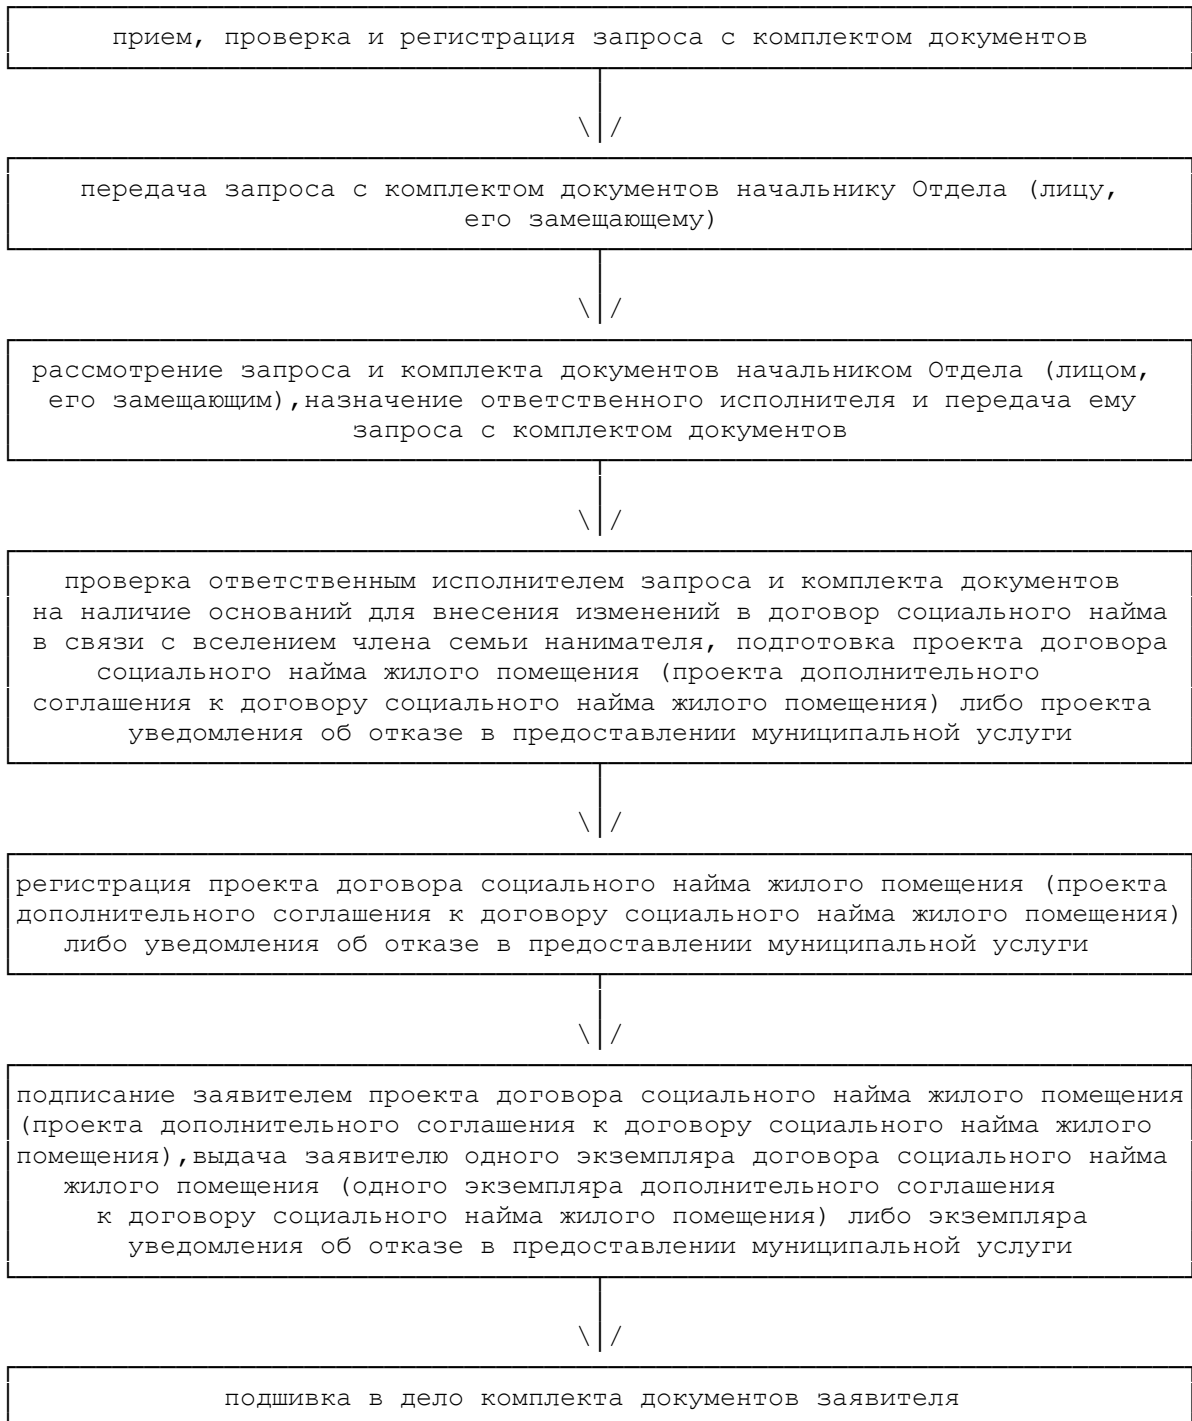 прием, проверка и регистрация запроса с комплектом документов
передача запроса с комплектом документов начальнику Отдела (лицу,
его замещающему)
рассмотрение запроса и комплекта документов начальником Отдела (лицом,
его замещающим),назначение ответственного исполнителя и передача ему
запроса с комплектом документов
проверка ответственным исполнителем запроса и комплекта документов
на наличие оснований для внесения изменений в договор социального найма
в связи с вселением члена семьи нанимателя, подготовка проекта договора
социального найма жилого помещения (проекта дополнительного
соглашения к договору социального найма жилого помещения) либо проекта
уведомления об отказе в предоставлении муниципальной услуги
регистрация проекта договора социального найма жилого помещения (проекта
дополнительного соглашения к договору социального найма жилого помещения)
либо уведомления об отказе в предоставлении муниципальной услуги
подписание заявителем проекта договора социального найма жилого помещения
(проекта дополнительного соглашения к договору социального найма жилого
помещения),выдача заявителю одного экземпляра договора социального найма
жилого помещения (одного экземпляра дополнительного соглашения
к договору социального найма жилого помещения) либо экземпляра
уведомления об отказе в предоставлении муниципальной услуги
подшивка в дело комплекта документов заявителя